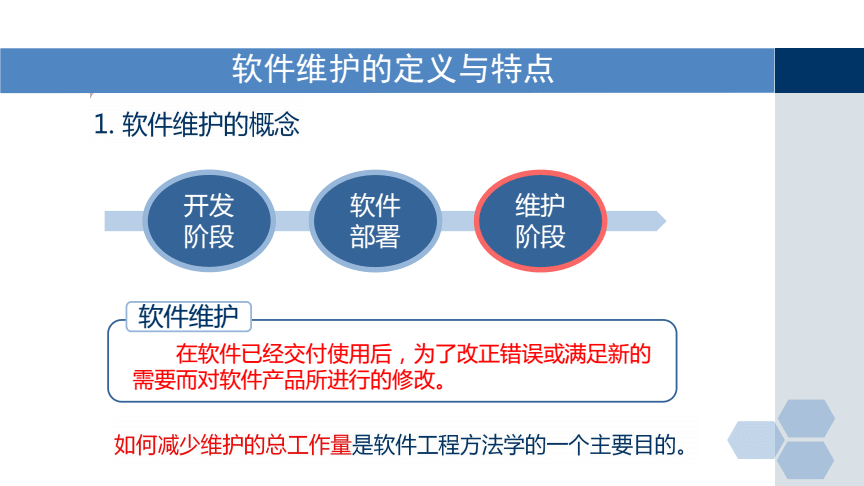 软件维护的定义与特点
1. 软件维护的概念
开发
阶段
软件
部署
维护
阶段
软件维护
在软件已经交付使用后，为了改正错误或满足新的
需要而对软件产品所进行的修改。
如何减少维护的总工作量是软件工程方法学的一个主要目的。